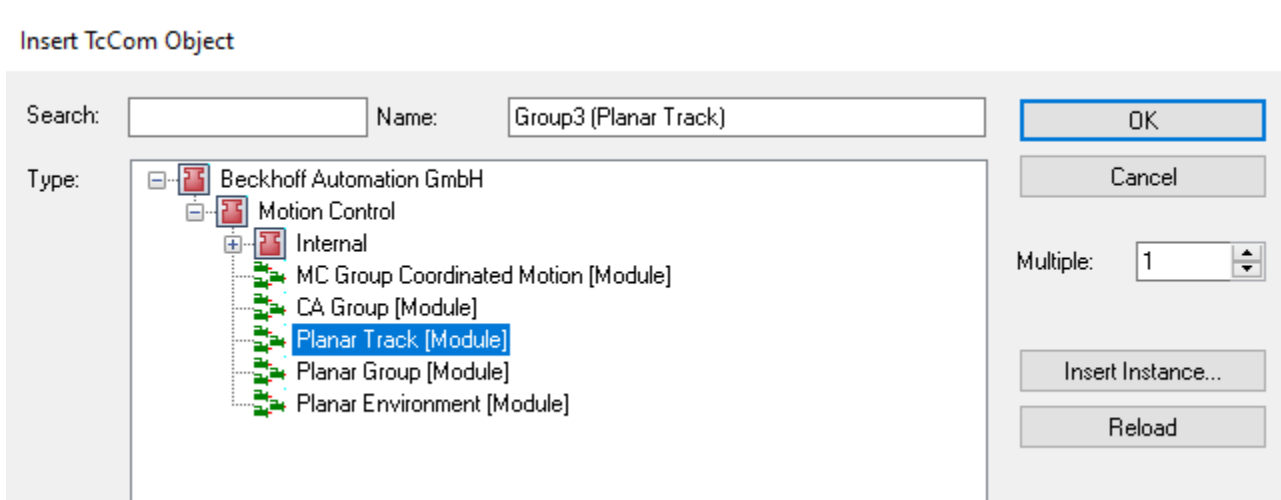 Insert TcCom Object
Search: Name: Group3 (Planar Track) OK
Type: Beckhoff Automation GmbH Cancel
Motion Control
Internal Multiple: 1
MC Group Coordinated Motion [Module]
CA Group [Module]
Planar Track [Module]
Planar Group [Module] Insert Instance...
Planar Environment [Module]
Reload